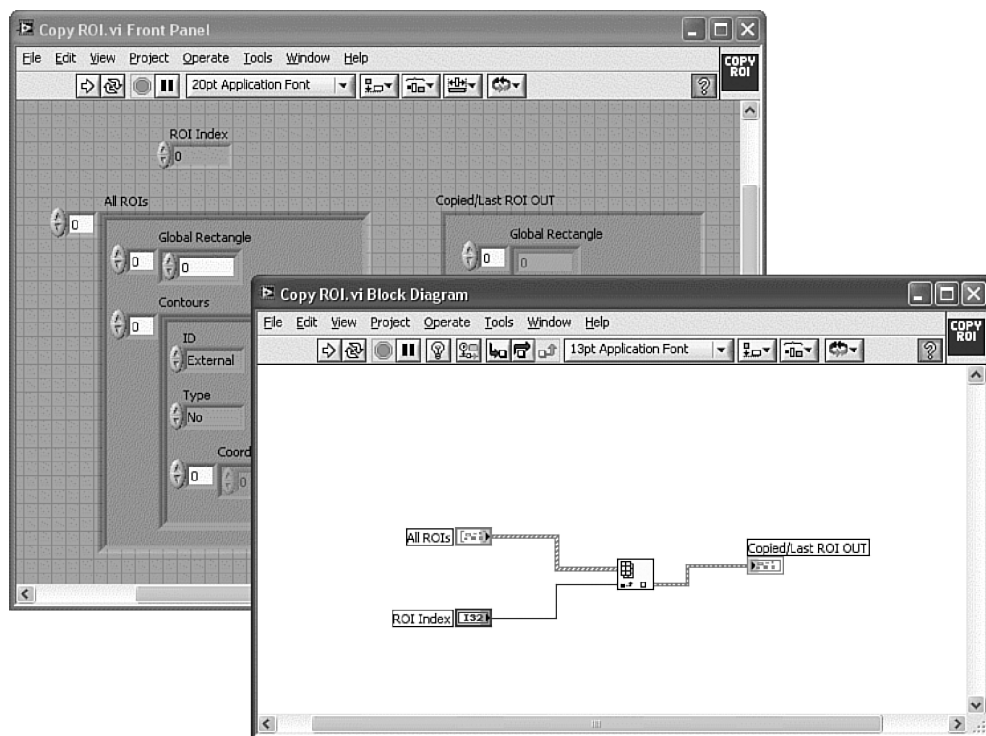 Copy ROI.vi Front Panel
File Edit View Project Operate Tools Window Help
20pt Application Font
COPY
ROI
ROI Index
0
All ROIs
0
Global Rectangle
0
0
Contours
0
ID
External
Type
No
Coord
0
0
Copied/Last ROI OUT
Global Rectangle
0
0
Copy ROI.vi Block Diagram
File Edit View Project Operate Tools Window Help
13pt Application Font
COPY
ROI
All ROIs
Copied/Last ROI OUT
ROI Index
I32